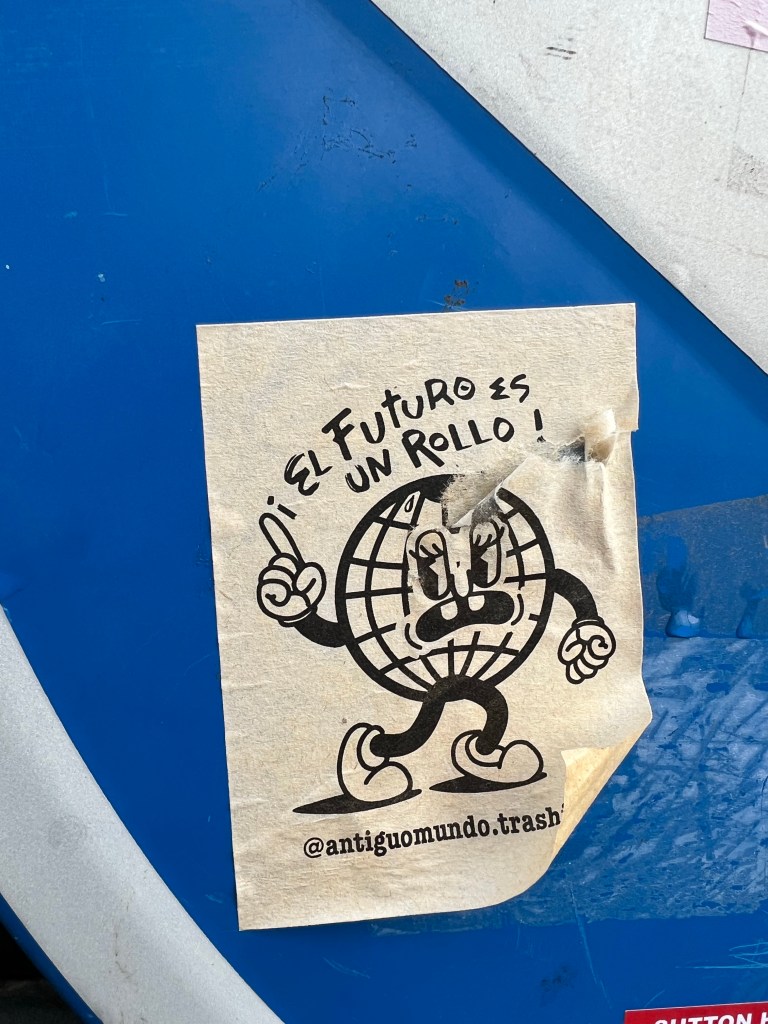 ¡EL FUTURO ES
UN ROLLO!
@antiguomundo.trash